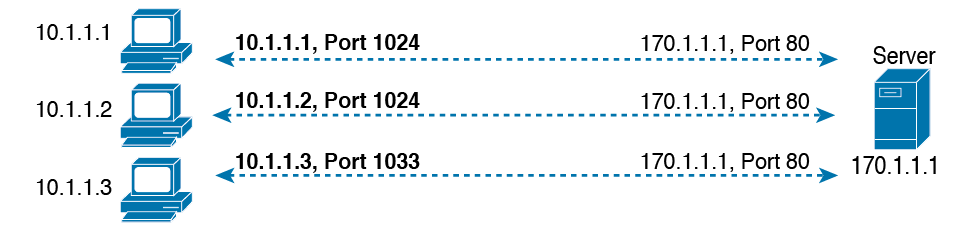 10.1.1.1
10.1.1.1, Port 1024
170.1.1.1, Port 80
Server
10.1.1.2
10.1.1.2, Port 1024
170.1.1.1, Port 80
10.1.1.3
10.1.1.3, Port 1033
170.1.1.1, Port 80
170.1.1.1